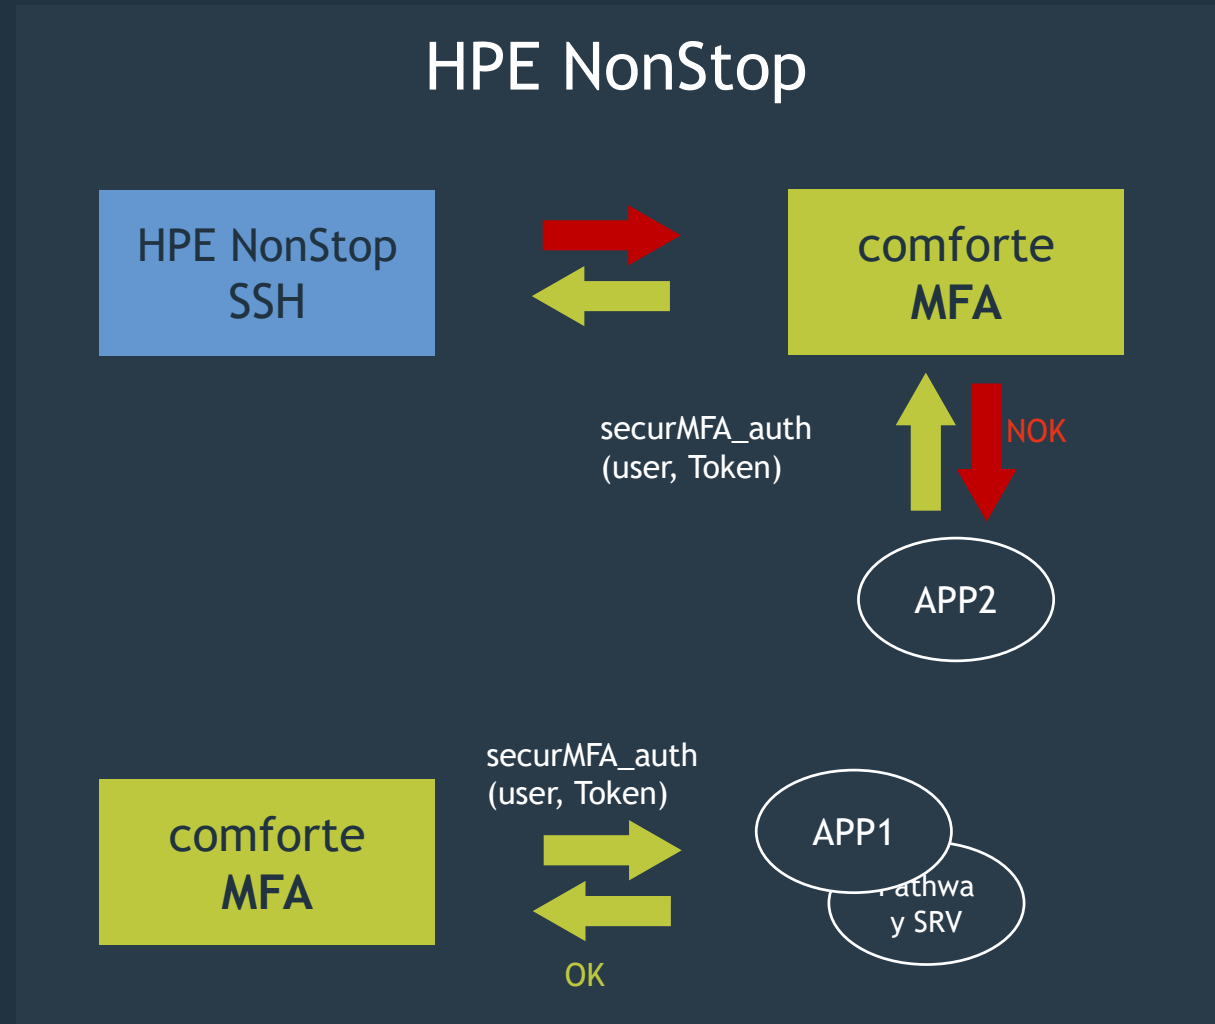 HPE NonStop
HPE NonStop
SSH
comforte
MFA
securMFA_auth
(user, Token)
NOK
APP2
securMFA_auth
(user, Token)
comforte
MFA
OK
APP1
Pathwa
y SRV